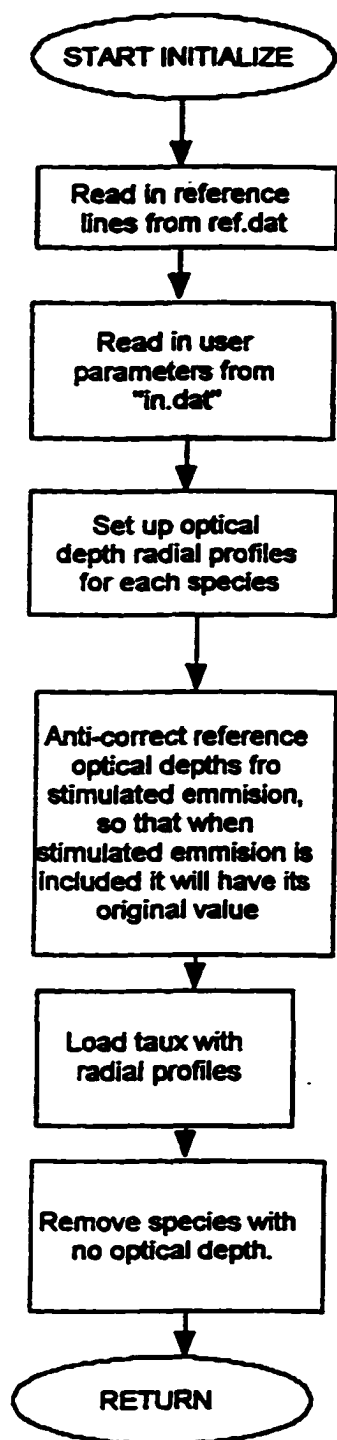 START INITIALIZE
Read in reference
lines from ref.dat
Read in user
parameters from
"in.dat"
Set up optical
depth radial profiles
for each species
Anti-correct reference
optical depths fro
stimulated emmision,
so that when
stimulated emmision is
included it will have its
original value
Load taux with
radial profiles
Remove species with
no optical depth.
RETURN